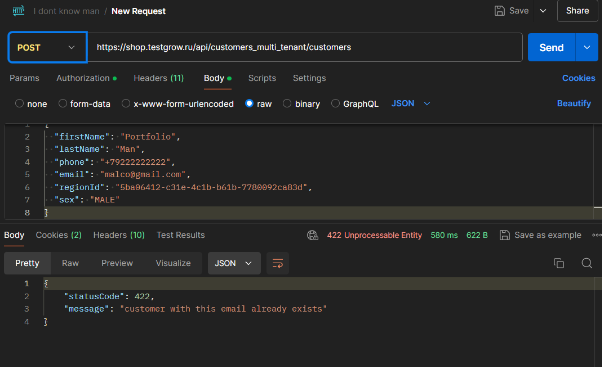 I dont know man / New Request
Save
Share
POST
https://shop.testgrow.ru/api/customers_multi_tenant/customers
Send
Params Authorization Headers (11) Body Scripts Settings Cookies
none form-data x-www-form-urlencoded raw binary GraphQL JSON Beautify
2 "firstName": "Portfolio",
3 "lastName": "Man",
4 "phone": "+79222222222",
5 "email": "malco@gmail.com",
6 "regionId": "5ba06412-c31e-4c1b-b61b-7780092ca03d",
7 "sex": "MALE"
8 }
Body Cookies (2) Headers (10) Test Results 422 Unprocessable Entity 580 ms 622 B Save as example
Pretty Raw Preview Visualize JSON
1 {
2 "statusCode": 422,
3 "message": "customer with this email already exists"
4 }